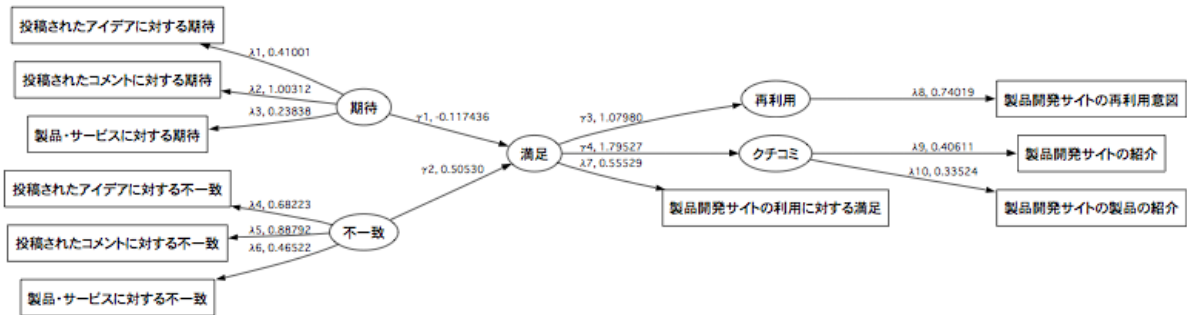 投稿されたアイデアに対する期待
λ1, 0.41001
投稿されたコメントに対する期待
λ2, 1.00312
λ3, 0.23838
製品・サービスに対する期待
期待
γ1, -0.117436
投稿されたアイデアに対する不一致
λ4, 0.68223
投稿されたコメントに対する不一致
λ5, 0.88792
λ6, 0.46522
製品・サービスに対する不一致
不一致
γ2, 0.50530
満足
γ3, 1.07980
γ4, 1.79527
λ7, 0.55529
再利用
λ8, 0.74019
製品開発サイトの再利用意図
クチコミ
λ9, 0.40611
製品開発サイトの紹介
λ10, 0.33524
製品開発サイトの製品の紹介
製品開発サイトの利用に対する満足